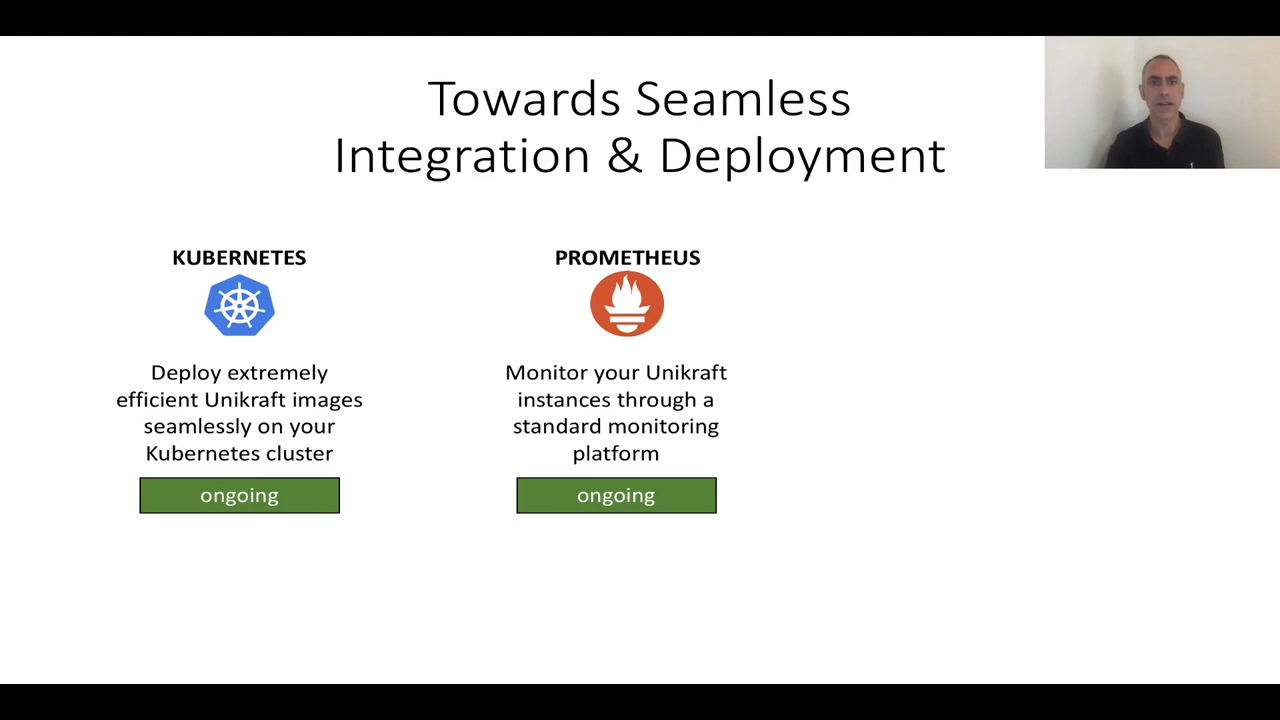 Towards Seamless
Integration & Deployment
KUBERNETES
Deploy extremely
efficient Unikraft images
seamlessly on your
Kubernetes cluster
ongoing
PROMETHEUS
Monitor your Unikraft
instances through a
standard monitoring
platform
ongoing